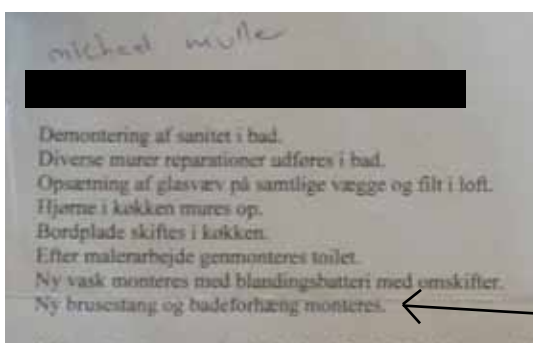 michael muller
Demontering af sanitet i bad.
Diverse murer reparationer udføres i bad.
Opsætning af glasvæv på samtlige vægge og filt i loft.
Hjørne i køkken mures op.
Bordplade skiftes i køkken.
Efter malerarbejde genmonteres toilet.
Ny vask monteres med blandingsbatteri med omskifter.
Ny brusestang og badeforhæng monteres.